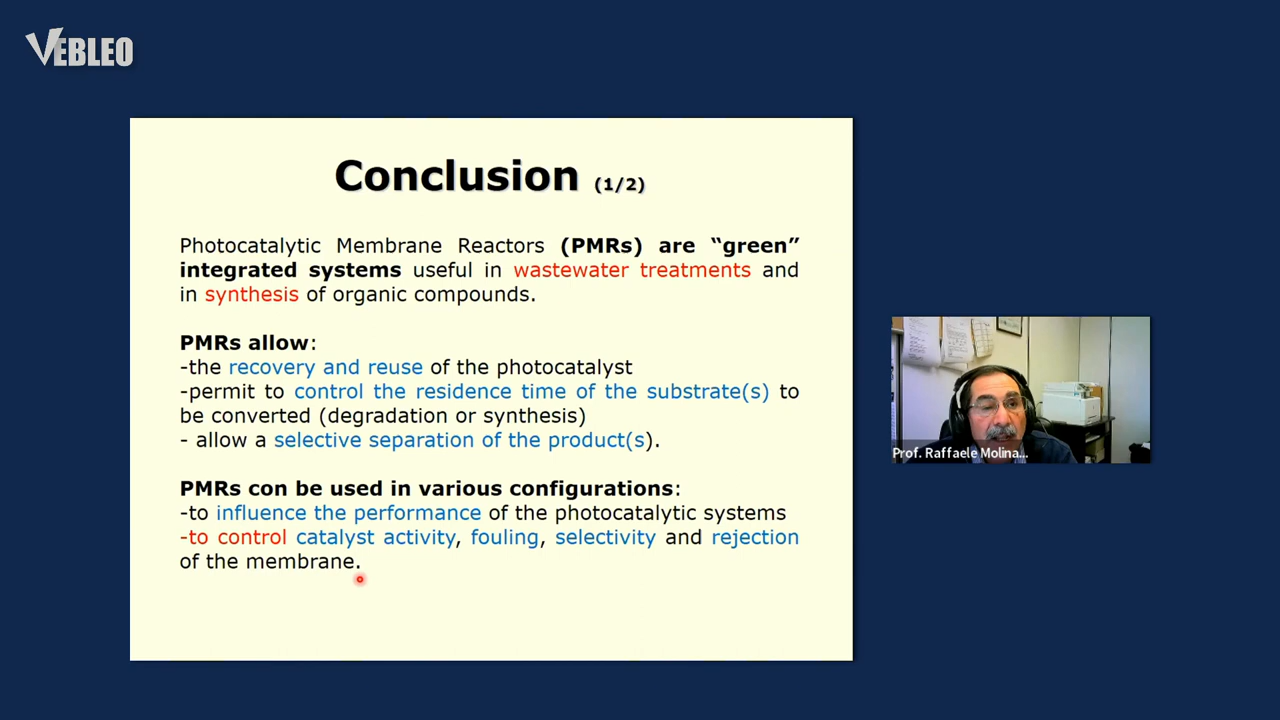 VEBLEO
Conclusion (1/2)
Photocatalytic Membrane Reactors (PMRs) are “green”
integrated systems useful in wastewater treatments and
in synthesis of organic compounds.
PMRs allow:
-the recovery and reuse of the photocatalyst
-permit to control the residence time of the substrate(s) to
be converted (degradation or synthesis)
- allow a selective separation of the product(s).
PMRs can be used in various configurations:
-to influence the performance of the photocatalytic systems
-to control catalyst activity, fouling, selectivity and rejection
of the membrane.
Prof. Raffaele Molina...